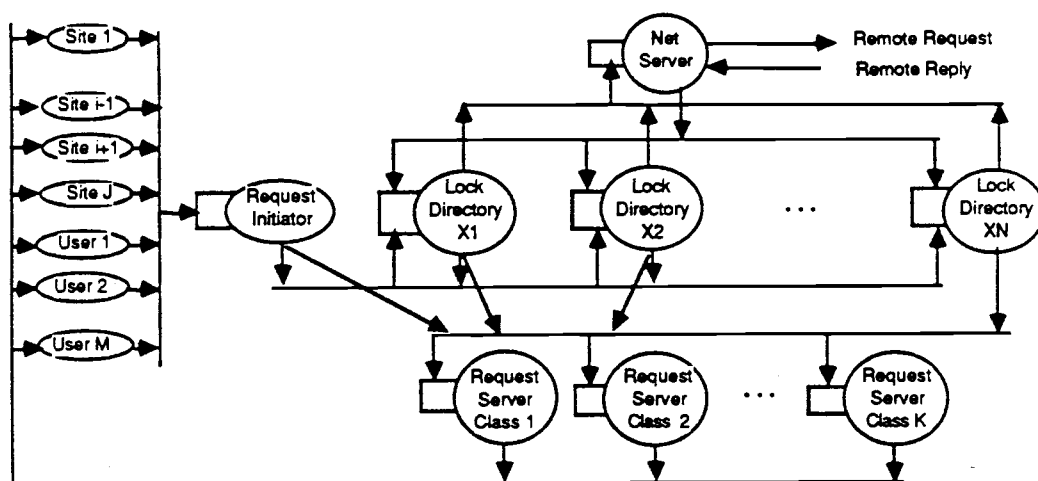 Site 1
Site i-1
Site i+1
Site J
User 1
User 2
User M
Request
Initiator
Net
Server
Remote Request
Remote Reply
Lock
Directory
X1
Lock
Directory
X2
...
Lock
Directory
XN
Request
Server
Class 1
Request
Server
Class 2
...
Request
Server
Class K